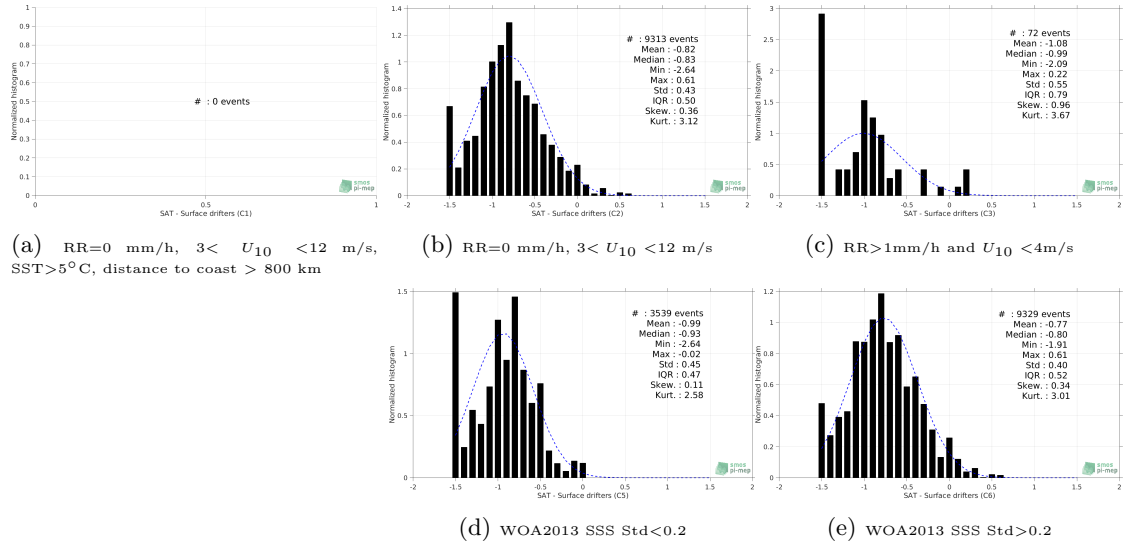 1
0.9
0.8
0.7
0.6
0.5
0.4
0.3
0.2
0.1
0
Normalized histogram
# : 0 events
smos
pi-mep
0 0.5 1
SAT - Surface drifters (C1)
(a) RR=0 mm/h, 3< U10 <12 m/s,
SST>5°C, distance to coast > 800 km
1.4
1.2
1
0.8
0.6
0.4
0.2
0
Normalized histogram
# : 9313 events
Mean : -0.82
Median : -0.83
Min : -2.64
Max : 0.61
Std : 0.43
IQR : 0.50
Skew. : 0.36
Kurt. : 3.12
smos
pi-mep
-2 -1.5 -1 -0.5 0 0.5 1 1.5 2
SAT - Surface drifters (C2)
(b) RR=0 mm/h, 3< U10 <12 m/s
3
2.5
2
1.5
1
0.5
0
Normalized histogram
# : 72 events
Mean : -1.08
Median : -0.99
Min : -2.09
Max : 0.22
Std : 0.55
IQR : 0.79
Skew. : 0.96
Kurt. : 3.67
smos
pi-mep
-2 -1.5 -1 -0.5 0 0.5 1 1.5 2
SAT - Surface drifters (C3)
(c) RR>1mm/h and U10 <4m/s
1.5
1
0.5
0
Normalized histogram
# : 3539 events
Mean : -0.99
Median : -0.93
Min : -2.64
Max : -0.02
Std : 0.45
IQR : 0.47
Skew. : 0.11
Kurt. : 2.58
smos
pi-mep
-2 -1.5 -1 -0.5 0 0.5 1 1.5 2
SAT - Surface drifters (C5)
(d) WOA2013 SSS Std<0.2
1.2
1
0.8
0.6
0.4
0.2
0
Normalized histogram
# : 9329 events
Mean : -0.77
Median : -0.80
Min : -1.91
Max : 0.61
Std : 0.40
IQR : 0.52
Skew. : 0.34
Kurt. : 3.01
smos
pi-mep
-2 -1.5 -1 -0.5 0 0.5 1 1.5 2
SAT - Surface drifters (C6)
(e) WOA2013 SSS Std>0.2